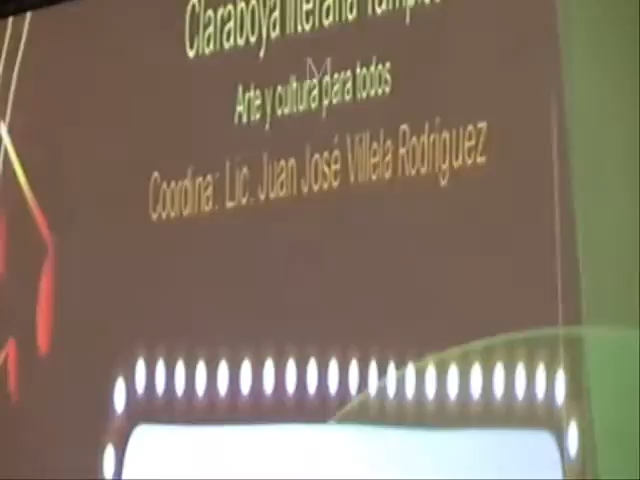 Claraboya literaria
Arte y cultura para todos
Coordina: Lic. Juan José Villela Rodríguez